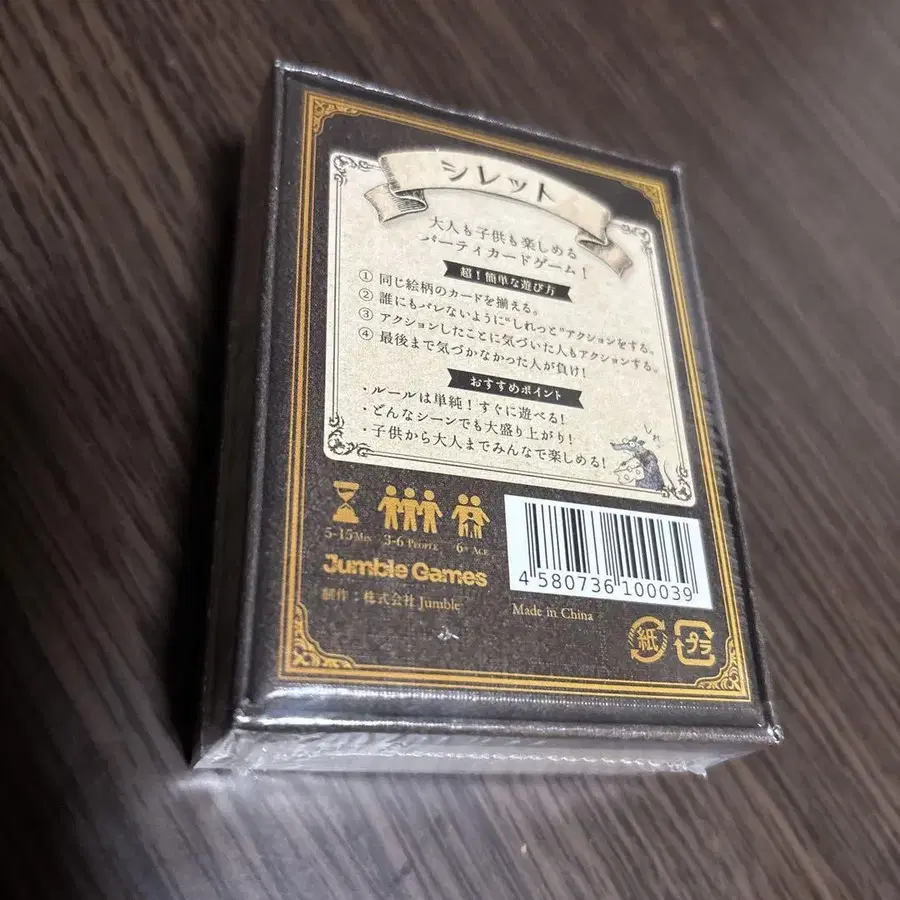 シレット
大人も子供も楽しめる
パーティカードゲーム！
超！簡単な遊び方
① 同じ絵柄のカードを揃える。
② 誰にもバレないように“しれっと”アクションをする。
③ アクションしたことに気づいた人もアクションする。
④ 最後まで気づかなかった人が負け！
おすすめポイント
・ルールは単純！すぐに遊べる！
・どんなシーンでも大盛り上がり！
・子供から大人までみんなで楽しめる！
しれ
5-15 Min 3-6 People 6+ Age
Jumble Games
制作：株式会社 Jumble
4 580736 100039
Made in China
紙 プラ